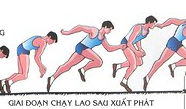 G
GIAI ĐOẠN CHẠY LAO SAU XUẤT PHÁT